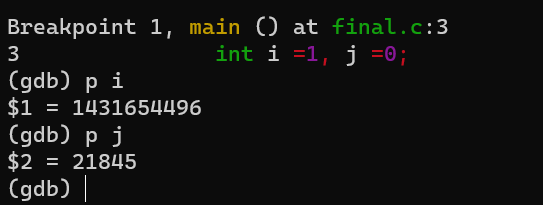 Breakpoint 1, main () at final.c:3
3               int i =1, j =0;
(gdb) p i
$1 = 1431654496
(gdb) p j
$2 = 21845
(gdb)